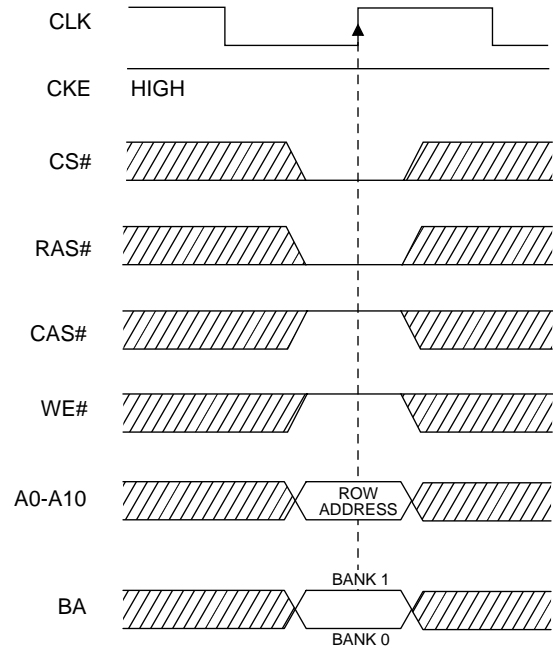 CLK
CKE HIGH
CS#
RAS#
CAS#
WE#
A0-A10 ROW
ADDRESS
BANK 1
BA
BANK 0